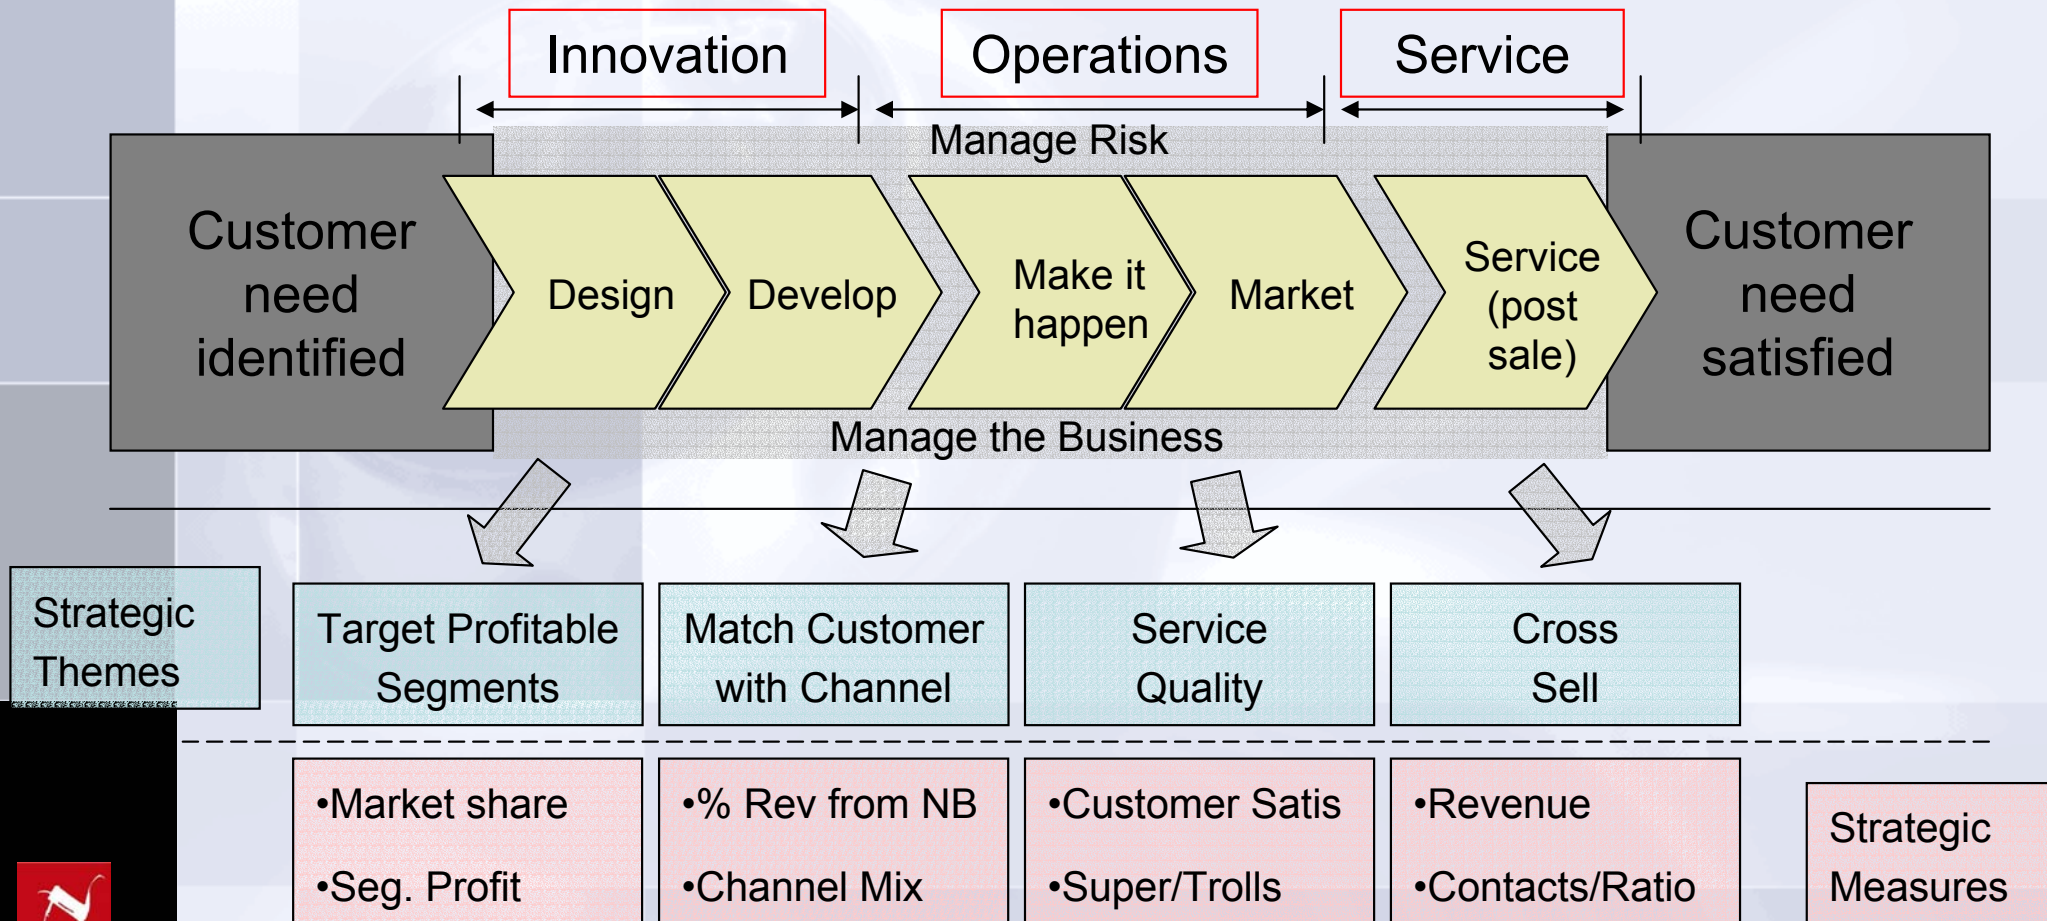 Innovation
Operations
Service
Manage Risk
Customer
need
identified
Design
Develop
Make it
happen
Market
Service
(post
sale)
Customer
need
satisfied
Manage the Business
Strategic
Themes
Target Profitable
Segments
Match Customer
with Channel
Service
Quality
Cross
Sell
•Market share
•Seg. Profit
•% Rev from NB
•Channel Mix
•Customer Satis
•Super/Trolls
•Revenue
•Contacts/Ratio
Strategic
Measures